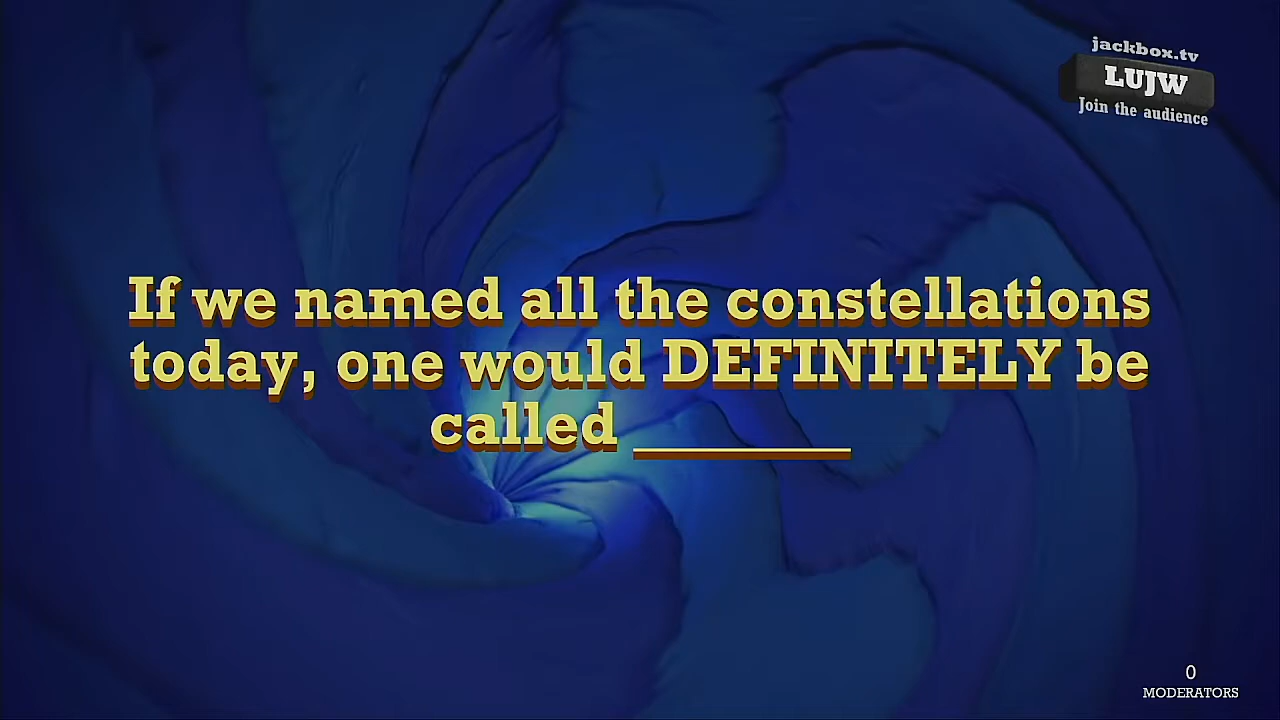 jackbox.tv
LUJW
Join the audience
If we named all the constellations
today, one would DEFINITELY be
called ________
0
MODERATORS